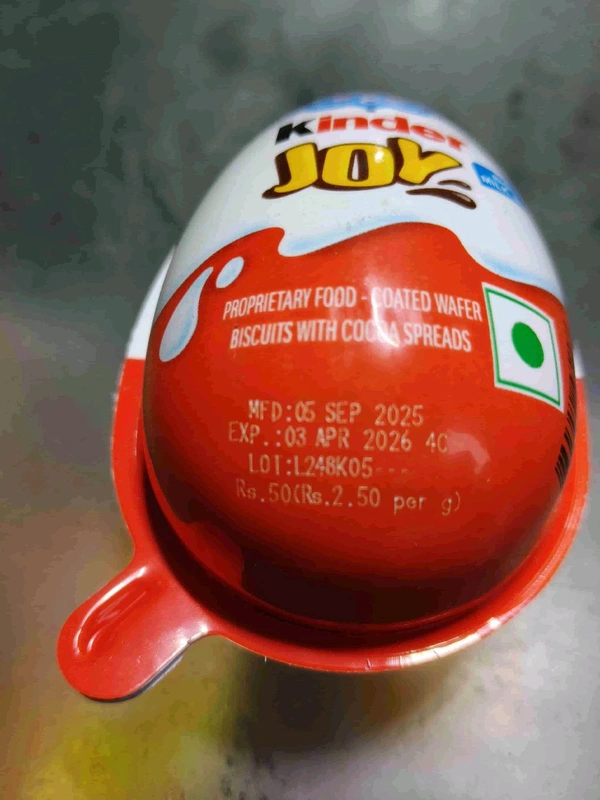 kinder
JOY
PROPRIETARY FOOD - COATED WAFER
BISCUITS WITH COCOA SPREADS
MFD:05 SEP 2025
EXP.:03 APR 2026 4C
LOT:L248K05---
Rs.50(Rs.2.50 per g)